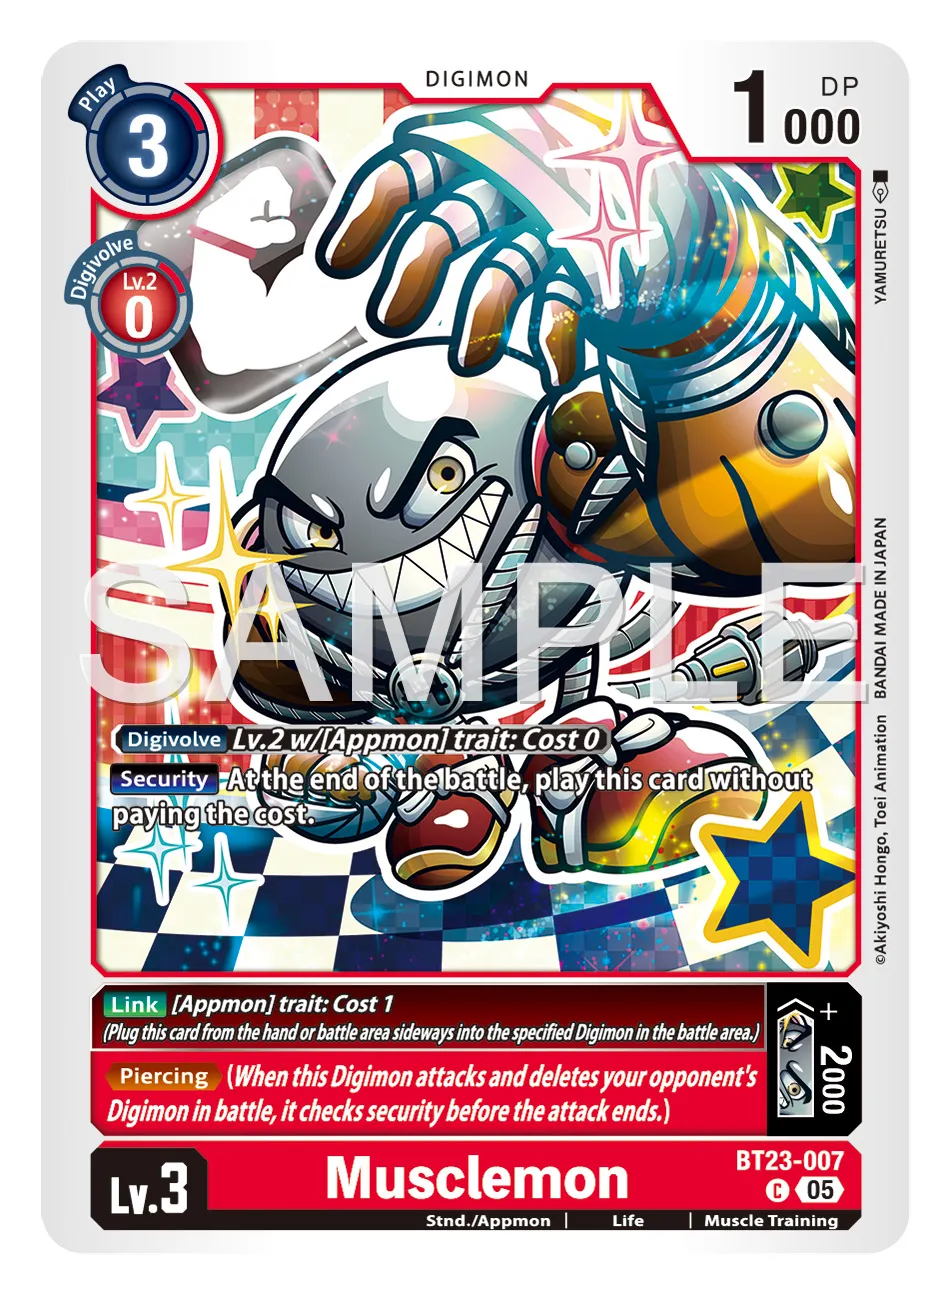 DIGIMON
Play
3
1000
DP
Digivolve
Lv.2
0
YAMURETSU
SAMPLE
Digivolve Lv.2 w/[Appmon] trait: Cost 0
Security At the end of the battle, play this card without
paying the cost.
©Akiyoshi Hongo, Toei Animation BANDAI MADE IN JAPAN
Link [Appmon] trait: Cost 1
(Plug this card from the hand or battle area sideways into the specified Digimon in the battle area.)
+2000
Piercing (When this Digimon attacks and deletes your opponent's
Digimon in battle, it checks security before the attack ends.)
Lv.3
Musclemon
BT23-007
C 05
Stnd./Appmon | Life | Muscle Training